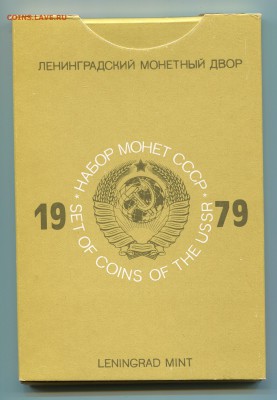 COINS.LAVE.RU
ЛЕНИНГРАДСКИЙ МОНЕТНЫЙ ДВОР
НАБОР МОНЕТ СССР
19 79
SET OF COINS OF THE USSR
LENINGRAD MINT